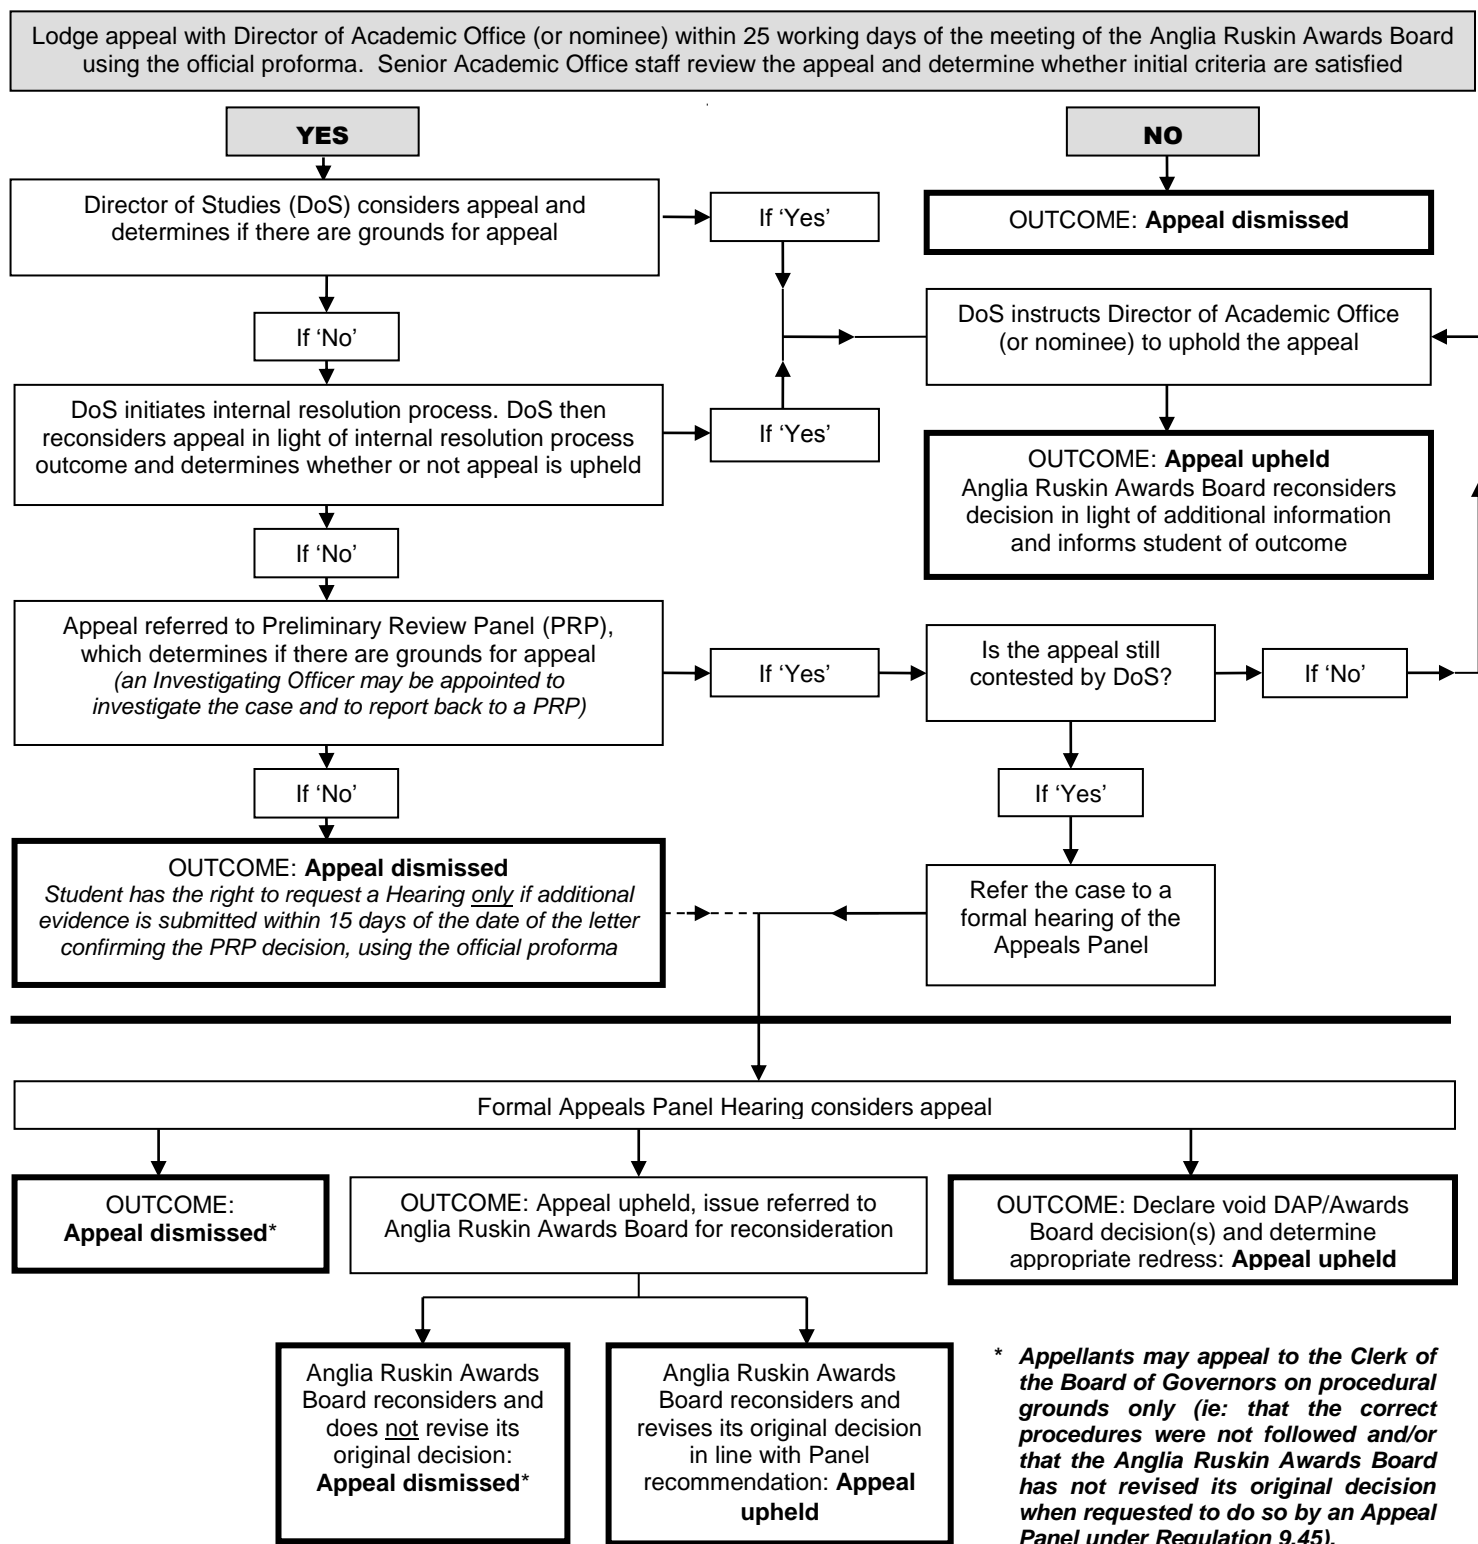 Lodge appeal with Director of Academic Office (or nominee) within 25 working days of the meeting of the Anglia Ruskin Awards Board
using the official proforma.  Senior Academic Office staff review the appeal and determine whether initial criteria are satisfied
YES
NO
Director of Studies (DoS) considers appeal and
determines if there are grounds for appeal
If ‘Yes’
OUTCOME: Appeal dismissed
If ‘No’
DoS instructs Director of Academic Office
(or nominee) to uphold the appeal
DoS initiates internal resolution process. DoS then
reconsiders appeal in light of internal resolution process
outcome and determines whether or not appeal is upheld
If ‘Yes’
OUTCOME: Appeal upheld
Anglia Ruskin Awards Board reconsiders
decision in light of additional information
and informs student of outcome
If ‘No’
Appeal referred to Preliminary Review Panel (PRP),
which determines if there are grounds for appeal
(an Investigating Officer may be appointed to
investigate the case and to report back to a PRP)
If ‘Yes’
Is the appeal still
contested by DoS?
If ‘No’
If ‘No’
If ‘Yes’
OUTCOME: Appeal dismissed
Student has the right to request a Hearing only if additional
evidence is submitted within 15 days of the date of the letter
confirming the PRP decision, using the official proforma
Refer the case to a
formal hearing of the
Appeals Panel
Formal Appeals Panel Hearing considers appeal
OUTCOME:
Appeal dismissed*
OUTCOME: Appeal upheld, issue referred to
Anglia Ruskin Awards Board for reconsideration
OUTCOME: Declare void DAP/Awards
Board decision(s) and determine
appropriate redress: Appeal upheld
Anglia Ruskin Awards
Board reconsiders and
does not revise its
original decision:
Appeal dismissed*
Anglia Ruskin Awards
Board reconsiders and
revises its original decision
in line with Panel
recommendation: Appeal
upheld
* Appellants may appeal to the Clerk of
the Board of Governors on procedural
grounds only (ie: that the correct
procedures were not followed and/or
that the Anglia Ruskin Awards Board
has not revised its original decision
when requested to do so by an Appeal
Panel under Regulation 9.45).